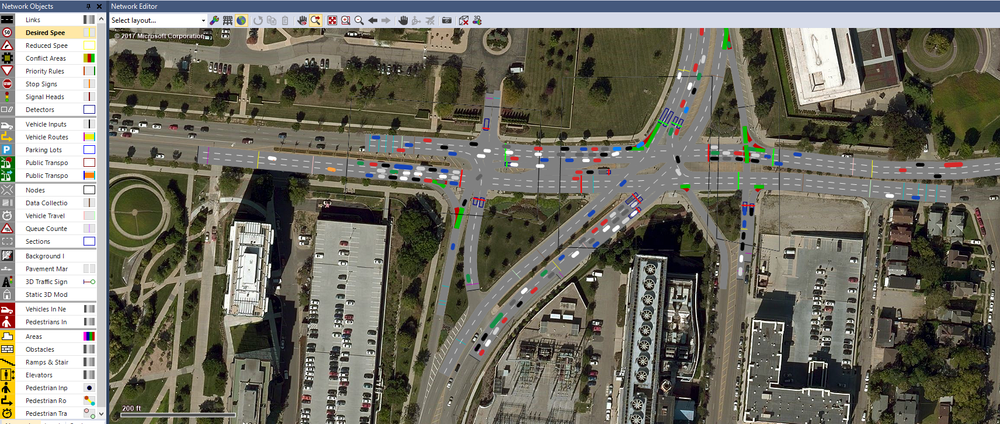 Network Objects
Network Editor
Select layout...
3D
© 2017 Microsoft Corporation
Links
50
Desired Spee
Reduced Spee
Conflict Areas
Priority Rules
STOP
Stop Signs
Signal Heads
Detectors
Vehicle Inputs
Vehicle Routes
P
Parking Lots
Public Transpo
Public Transpo
Nodes
Data Collectio
Vehicle Travel
Queue Counte
Sections
Background I
Pavement Mar
3D Traffic Sign
Static 3D Mod
Vehicles In Ne
Pedestrians In
Areas
Obstacles
Ramps & Stair
Elevators
Pedestrian Inp
Pedestrian Ro
Pedestrian Tra
200 ft